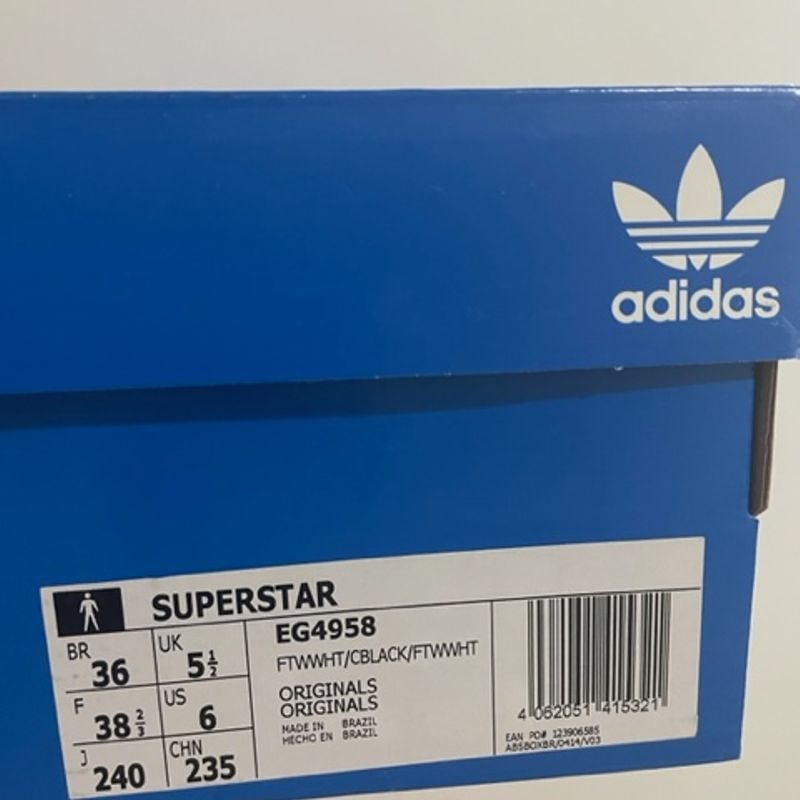 adidas
SUPERSTAR
BR 36
UK 5½
F 38⅔
US 6
J 240
CHN 235
EG4958
FTWWHT/CBLACK/FTWWHT
ORIGINALS
ORIGINALS
MADE IN BRAZIL
HECHO EN BRAZIL
4 062051 415321
EAN PO# 123906585
ABSBOXBR/0414/V03